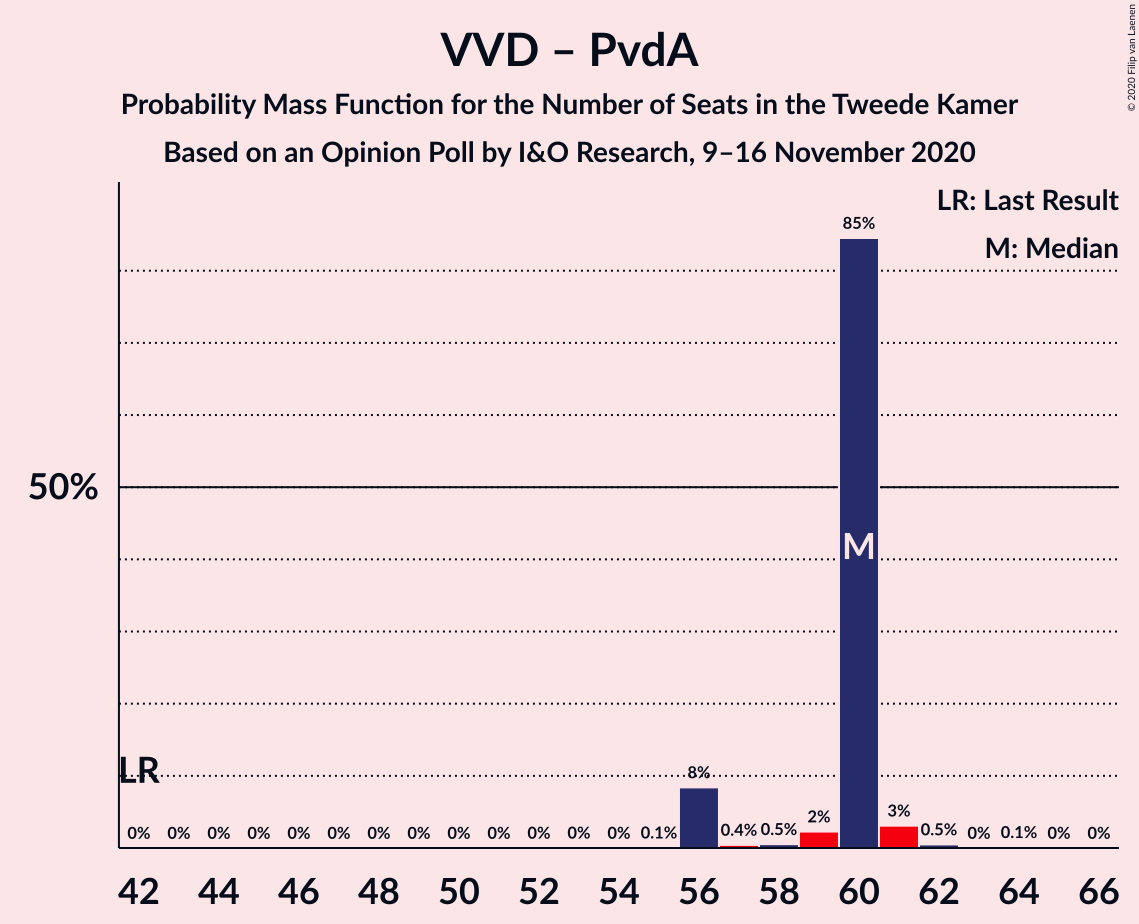 VVD – PvdA
Probability Mass Function for the Number of Seats in the Tweede Kamer
Based on an Opinion Poll by I&O Research, 9–16 November 2020
© 2020 Filip van Laenen
LR: Last Result
M: Median
85%
50%
M
LR
8%
0% 0% 0% 0% 0% 0% 0% 0% 0% 0% 0% 0% 0% 0.1% 0.4% 0.5% 2% 3% 0.5% 0% 0.1% 0% 0%
42 44 46 48 50 52 54 56 58 60 62 64 66